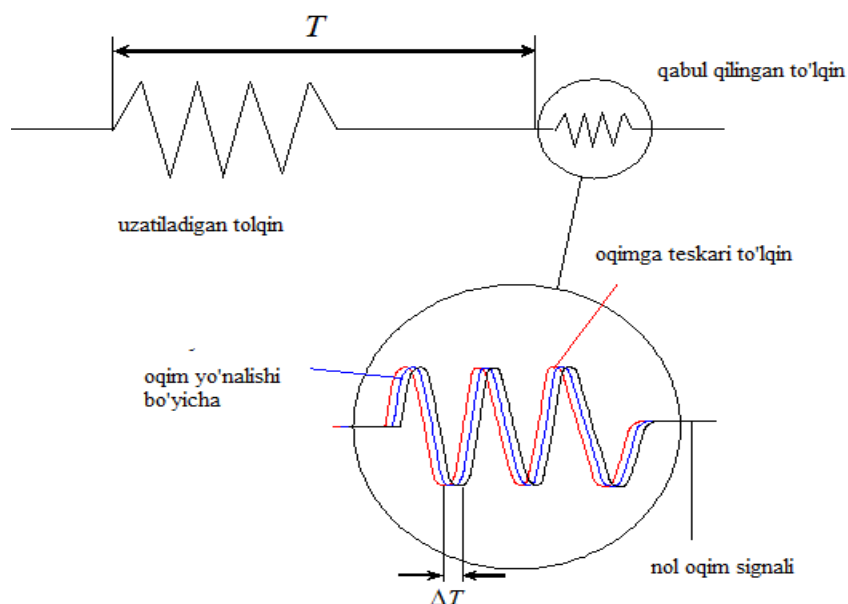 T
qabul qilingan to'lqin
uzatiladigan tolqin
oqimga teskari to'lqin
oqim yo'nalishi
bo'yicha
nol oqim signali
ΔT